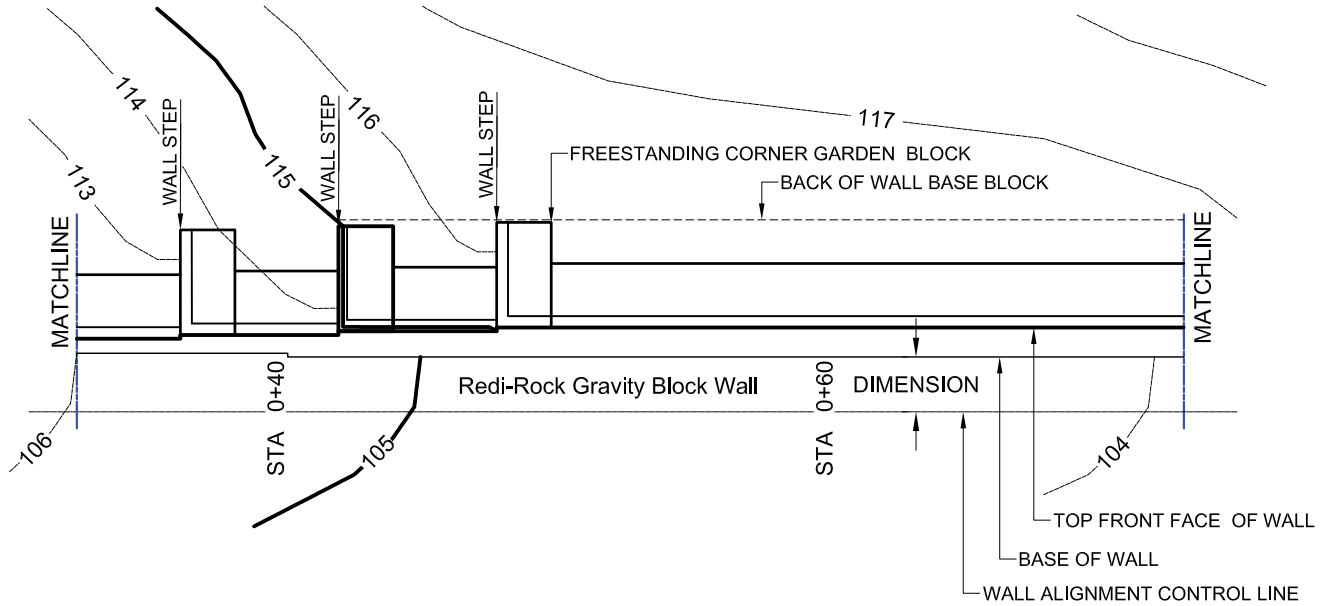 117
116
114
113
115
WALL STEP
WALL STEP
WALL STEP
FREESTANDING CORNER GARDEN BLOCK
BACK OF WALL BASE BLOCK
MATCHLINE
MATCHLINE
STA 0+40
Redi-Rock Gravity Block Wall
STA 0+60
DIMENSION
106
105
104
TOP FRONT FACE OF WALL
BASE OF WALL
WALL ALIGNMENT CONTROL LINE